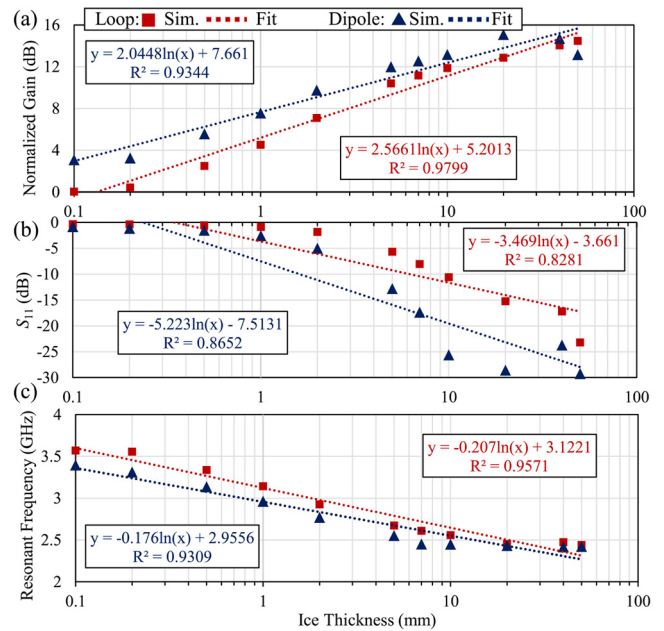 Loop: Sim. Fit Dipole: Sim. Fit
(a)
Normalized Gain (dB)
16
12
8
4
0
y = 2.0448ln(x) + 7.661
R² = 0.9344
y = 2.5661ln(x) + 5.2013
R² = 0.9799
0.1 1 10 100
(b)
S11 (dB)
0
-5
-10
-15
-20
-25
-30
y = -3.469ln(x) - 3.661
R² = 0.8281
y = -5.223ln(x) - 7.5131
R² = 0.8652
0.1 1 10 100
(c)
Resonant Frequency (GHz)
4
3.5
3
2.5
2
y = -0.207ln(x) + 3.1221
R² = 0.9571
y = -0.176ln(x) + 2.9556
R² = 0.9309
0.1 1 10 100
Ice Thickness (mm)